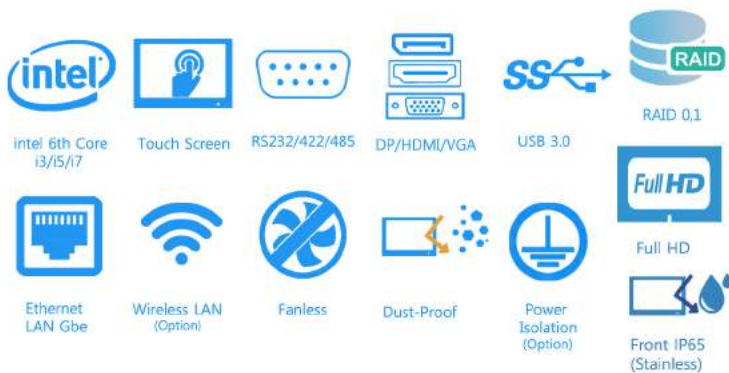 intel
intel 6th Core
i3/i5/i7
Touch Screen
RS232/422/485
DP/HDMI/VGA
SS
USB 3.0
RAID
RAID 0,1
Ethernet
LAN Gbe
Wireless LAN
(Option)
Fanless
Dust-Proof
Power
Isolation
(Option)
Full HD
Full HD
Front IP65
(Stainless)